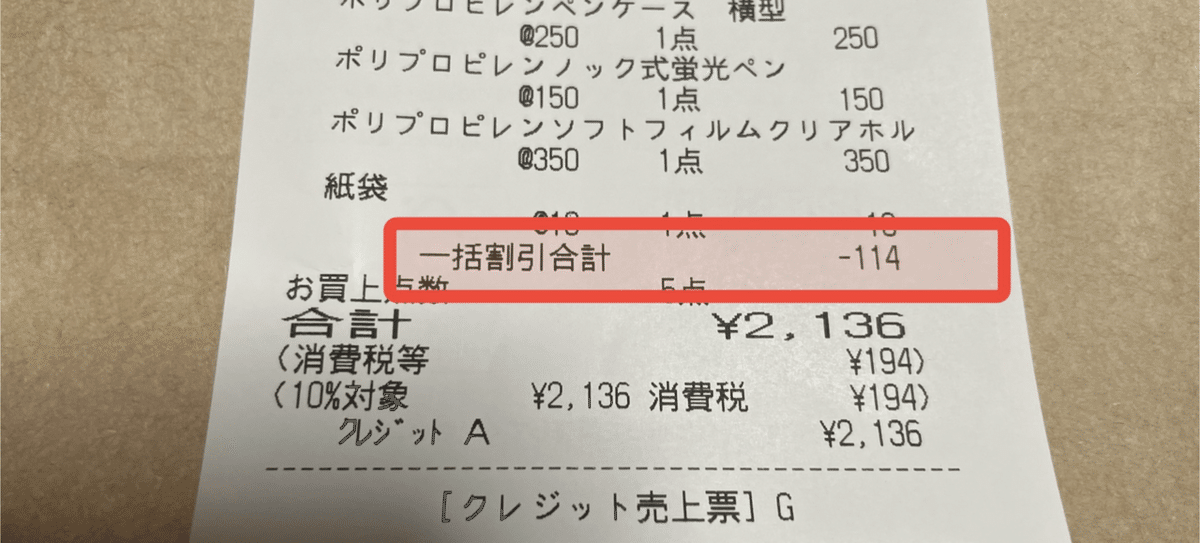 ポリプロピレンペンケース 横型
@250 1点 250
ポリプロピレンノック式蛍光ペン
@150 1点 150
ポリプロピレンソフトフィルムクリアホル
@350 1点 350
紙袋
1点
一括割引合計 -114
お買上点数 5点
合計 ¥2,136
(消費税等 ¥194)
(10%対象 ¥2,136 消費税 ¥194)
クレジット A ¥2,136
[クレジット売上票] G